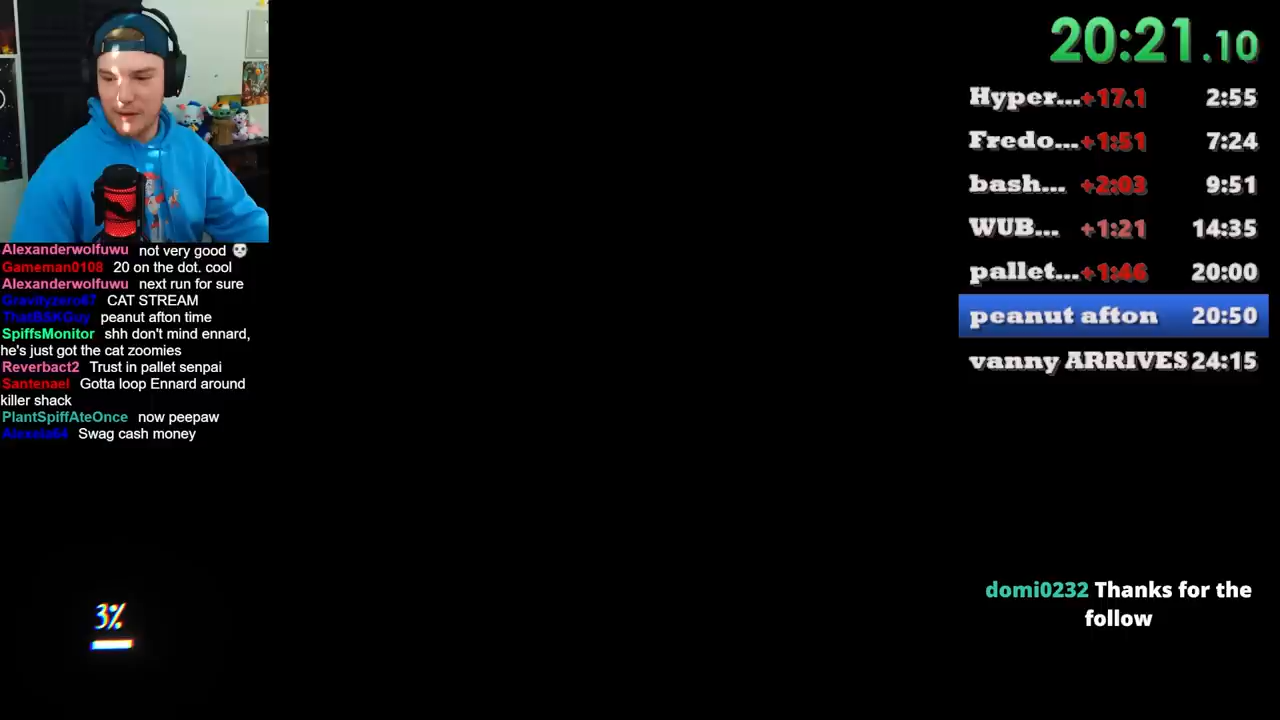 20:21.10
Hyper...+17.1 2:55
Fredo...+1:51 7:24
bash... +2:03 9:51
WUB... +1:21 14:35
pallet...+1:46 20:00
peanut afton 20:50
vanny ARRIVES 24:15
Alexanderwolfuwu not very good 💀
Gameman0108 20 on the dot. cool
Alexanderwolfuwu next run for sure
Gravityzero67 CAT STREAM
ThatBSKGuy peanut afton time
SpiffsMonitor shh don't mind ennard,
he's just got the cat zoomies
Reverbact2 Trust in pallet senpai
Santenael Gotta loop Ennard around
killer shack
PlantSpiffAteOnce now peepaw
Swag cash money
domi0232 Thanks for the
follow
3%